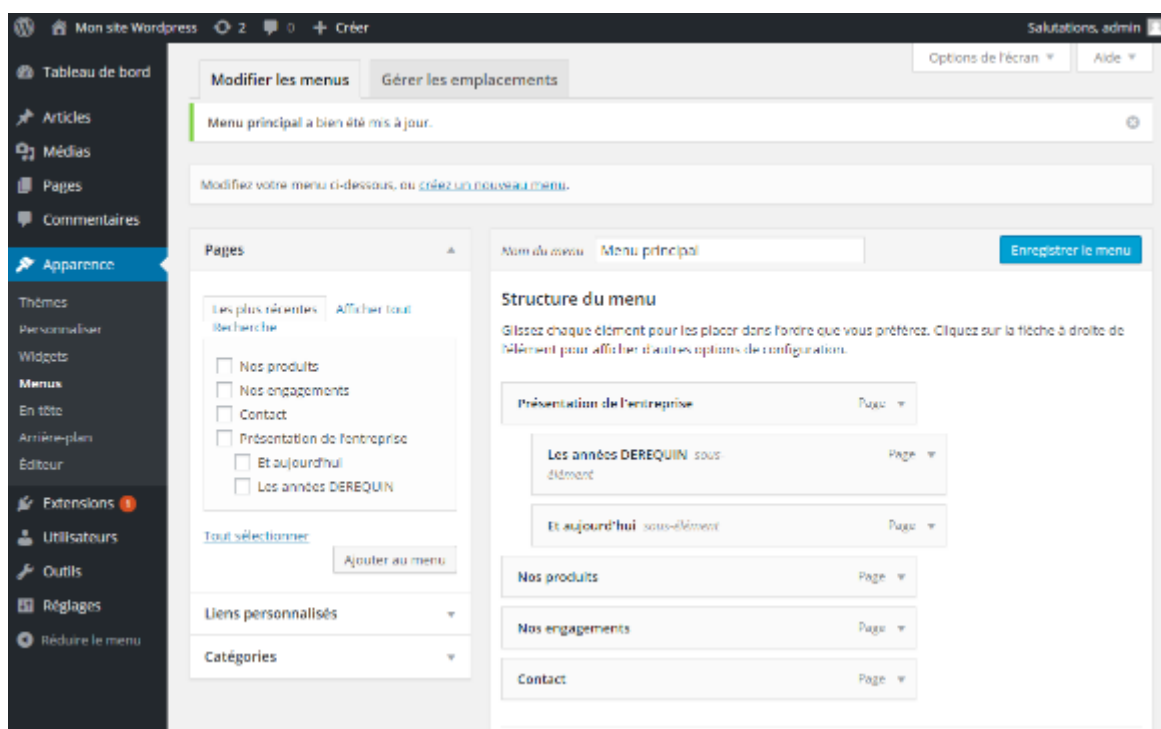 Mon site Wordpress 2 0 + Créer Salutations, admin
Tableau de bord
Articles
Médias
Pages
Commentaires
Apparence
Thèmes
Personnaliser
Widgets
Menus
En tête
Arrière-plan
Éditeur
Extensions 1
Utilisateurs
Outils
Réglages
Réduire le menu
Options de l'écran Aide
Modifier les menus Gérer les emplacements
Menu principal a bien été mis à jour.
Modifiez votre menu ci-dessous, ou créez un nouveau menu.
Pages
Les plus récentes Afficher tout
Recherche
Nos produits
Nos engagements
Contact
Présentation de l'entreprise
Et aujourd'hui
Les années DEREQUIN
Tout sélectionner
Ajouter au menu
Liens personnalisés
Catégories
Nom du menu Menu principal Enregistrer le menu
Structure du menu
Glissez chaque élément pour les placer dans l'ordre que vous préférez. Cliquez sur la flèche à droite de
l'élément pour afficher d'autres options de configuration.
Présentation de l'entreprise Page
Les années DEREQUIN sous-
élément Page
Et aujourd'hui sous-élément Page
Nos produits Page
Nos engagements Page
Contact Page